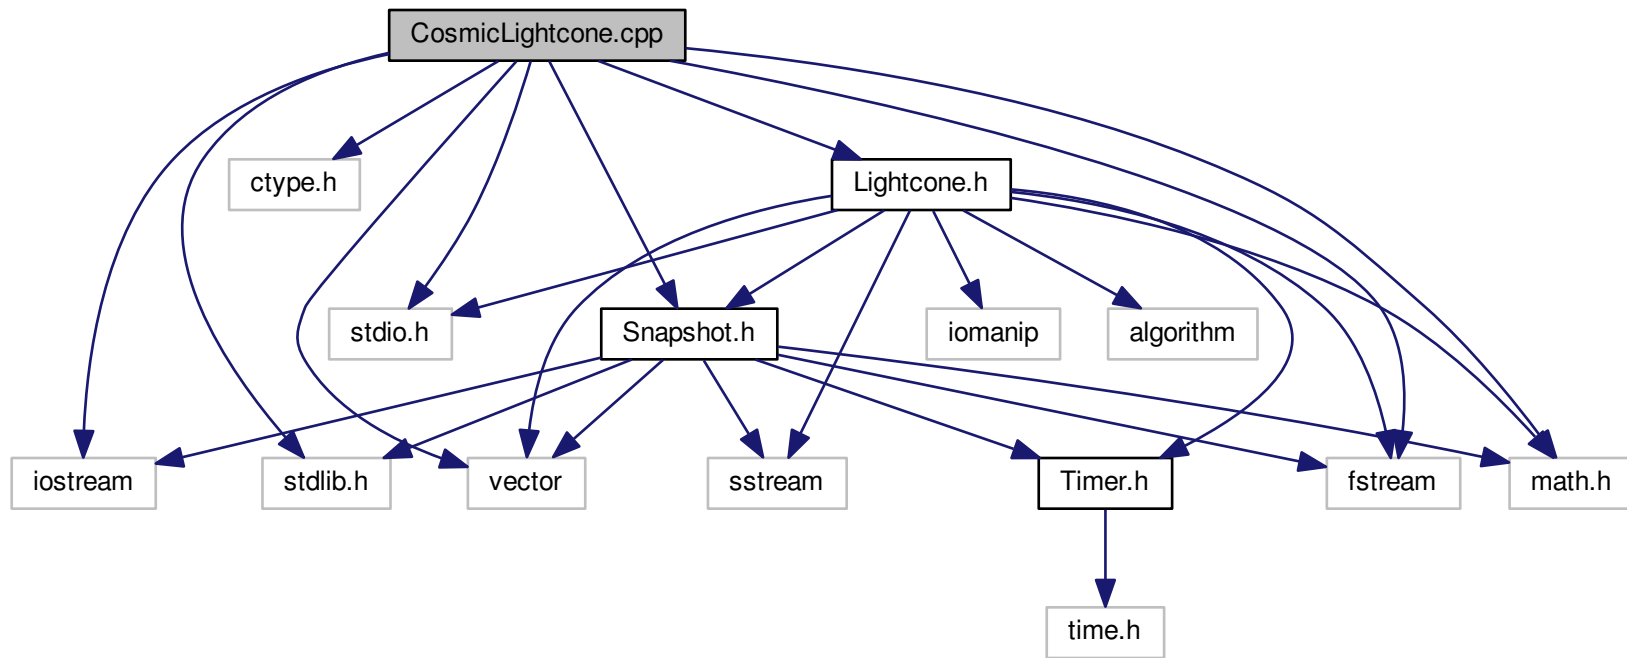 CosmicLightcone.cpp
ctype.h
Lightcone.h
stdio.h
Snapshot.h
iomanip
algorithm
iostream
stdlib.h
vector
sstream
Timer.h
fstream
math.h
time.h